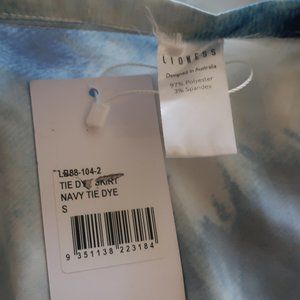 LIONESS
Designed in Australia
97% Polyester
3% Spandex
LB88-104-2
TIE DYE SKIRT
NAVY TIE DYE
S
9 351138 223184